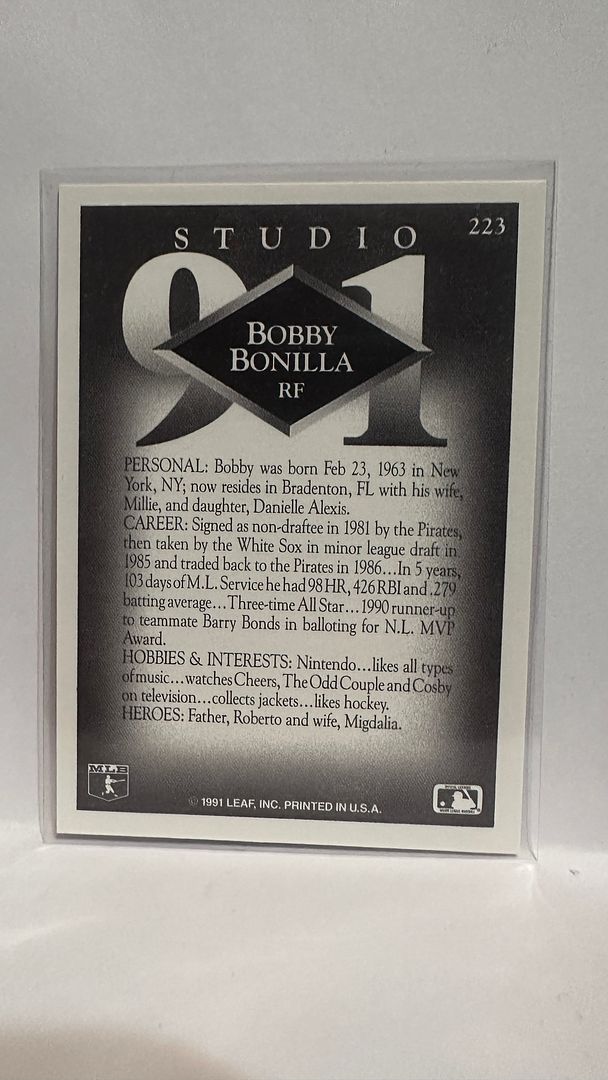 223
STUDIO
91
BOBBY
BONILLA
RF
PERSONAL: Bobby was born Feb 23, 1963 in New
York, NY; now resides in Bradenton, FL with his wife,
Millie, and daughter, Danielle Alexis.
CAREER: Signed as non-draftee in 1981 by the Pirates,
then taken by the White Sox in minor league draft in
1985 and traded back to the Pirates in 1986...In 5 years,
103 days of M.L. Service he had 98 HR, 426 RBI and .279
batting average...Three-time All Star...1990 runner-up
to teammate Barry Bonds in balloting for N.L. MVP
Award.
HOBBIES & INTERESTS: Nintendo...likes all types
of music...watches Cheers, The Odd Couple and Cosby
on television...collects jackets...likes hockey.
HEROES: Father, Roberto and wife, Migdalia.
MLB
© 1991 LEAF, INC. PRINTED IN U.S.A.